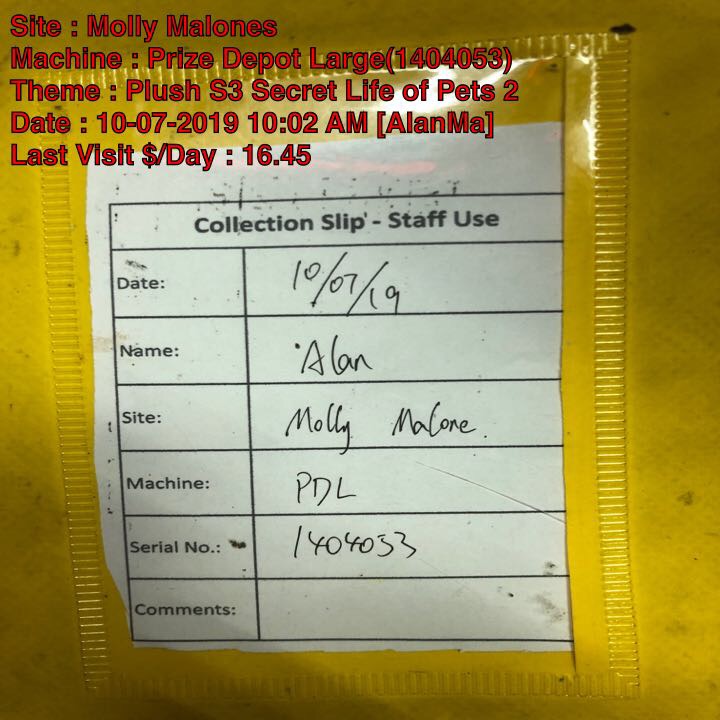 Site : Molly Malones
Machine : Prize Depot Large(1404053)
Theme : Plush S3 Secret Life of Pets 2
Date : 10-07-2019 10:02 AM [AlanMa]
Last Visit $/Day : 16.45
Collection Slip - Staff Use
Date: 10/07/19
Name: Alan
Site: Molly Malone.
Machine: PDL
Serial No.: 1404053
Comments: